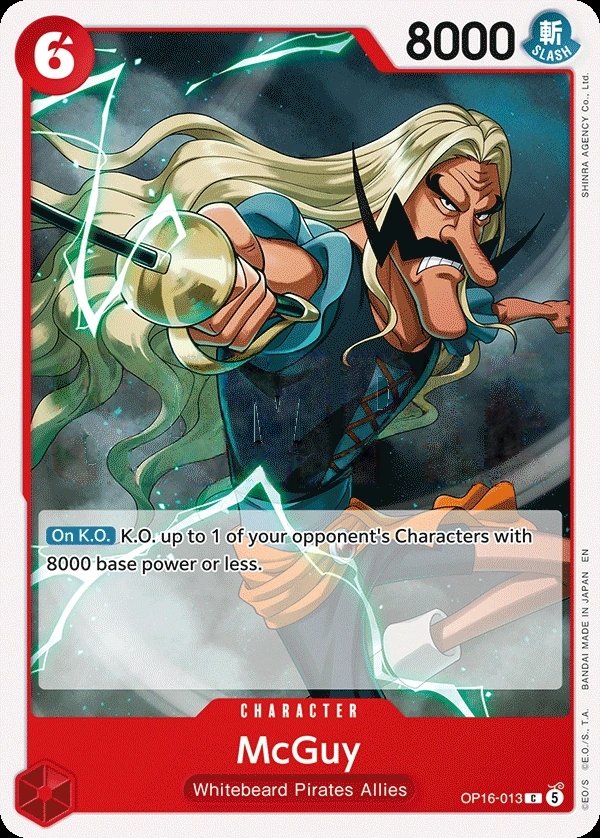 6
8000
斬
SLASH
SHINRA AGENCY Co., Ltd.
On K.O. K.O. up to 1 of your opponent's Characters with
8000 base power or less.
BANDAI MADE IN JAPAN EN
©E.O./S., T.A.
©EO/S
CHARACTER
McGuy
Whitebeard Pirates Allies
OP16-013 C 5